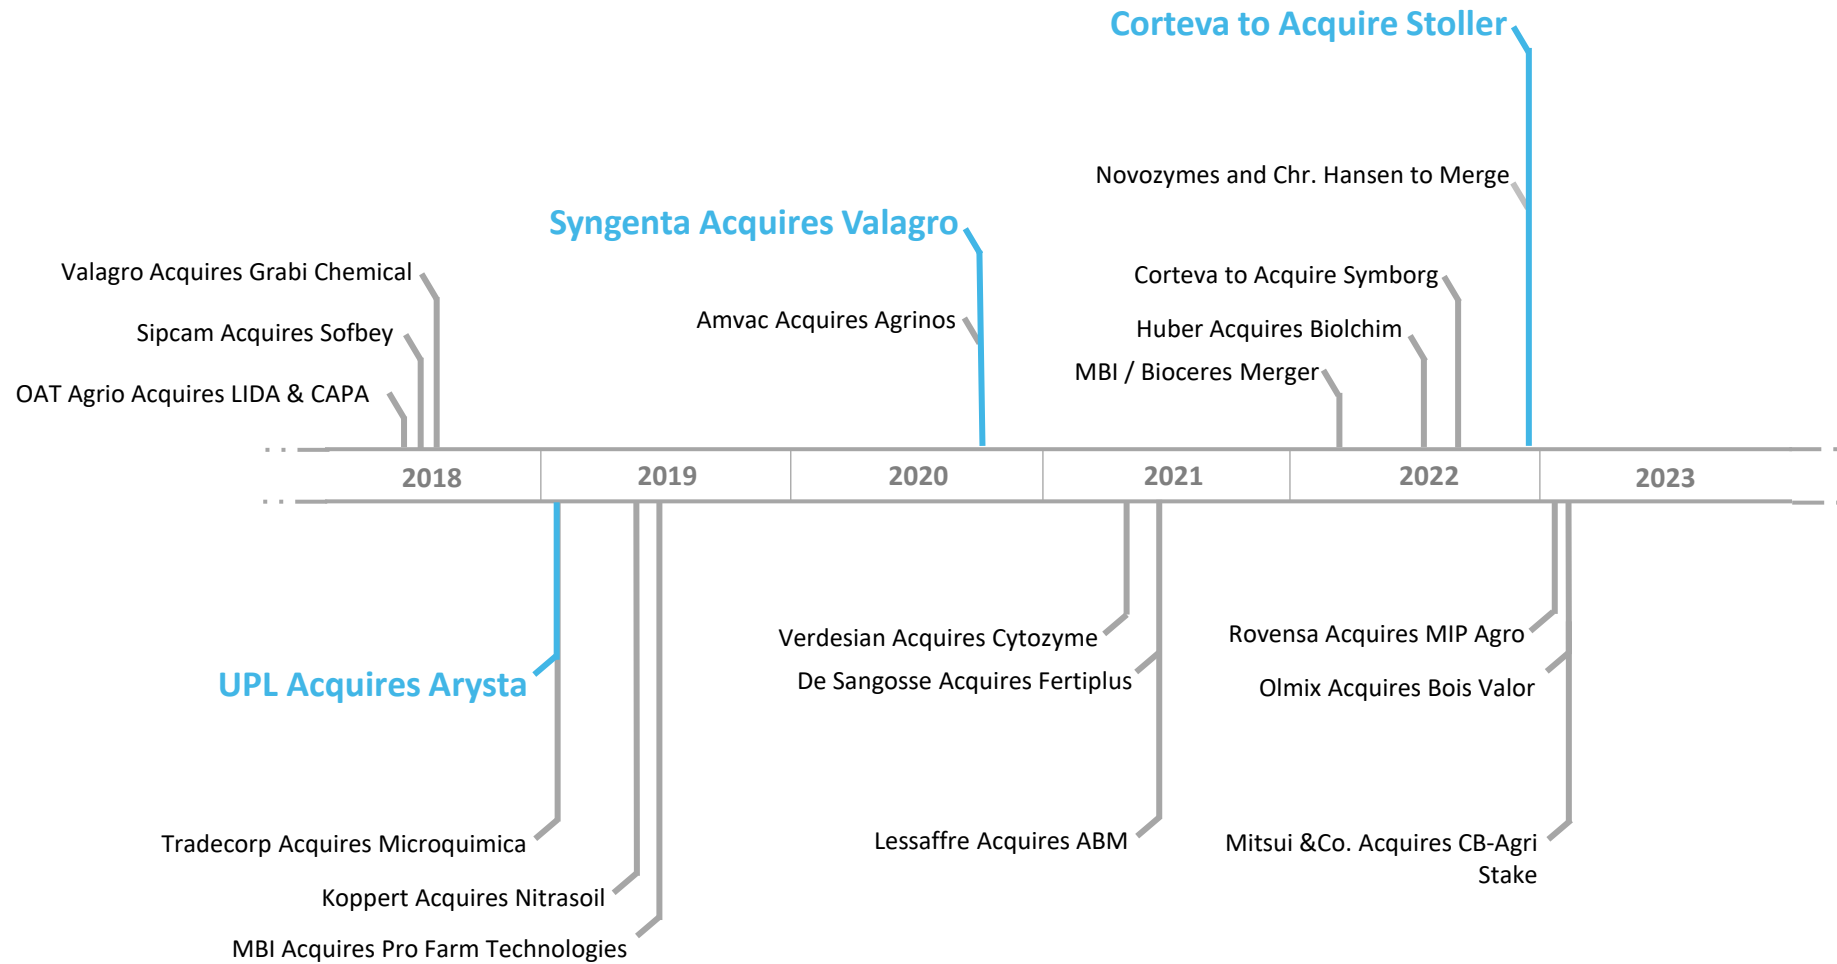 Corteva to Acquire Stoller
Novozymes and Chr. Hansen to Merge
Syngenta Acquires Valagro
Valagro Acquires Grabi Chemical
Corteva to Acquire Symborg
Amvac Acquires Agrinos
Huber Acquires Biolchim
Sipcam Acquires Sofbey
MBI / Bioceres Merger
OAT Agrio Acquires LIDA & CAPA
2018
2019
2020
2021
2022
2023
Verdesian Acquires Cytozyme
Rovensa Acquires MIP Agro
UPL Acquires Arysta
De Sangosse Acquires Fertiplus
Olmix Acquires Bois Valor
Tradecorp Acquires Microquimica
Lessaffre Acquires ABM
Mitsui &Co. Acquires CB-Agri
Stake
Koppert Acquires Nitrasoil
MBI Acquires Pro Farm Technologies